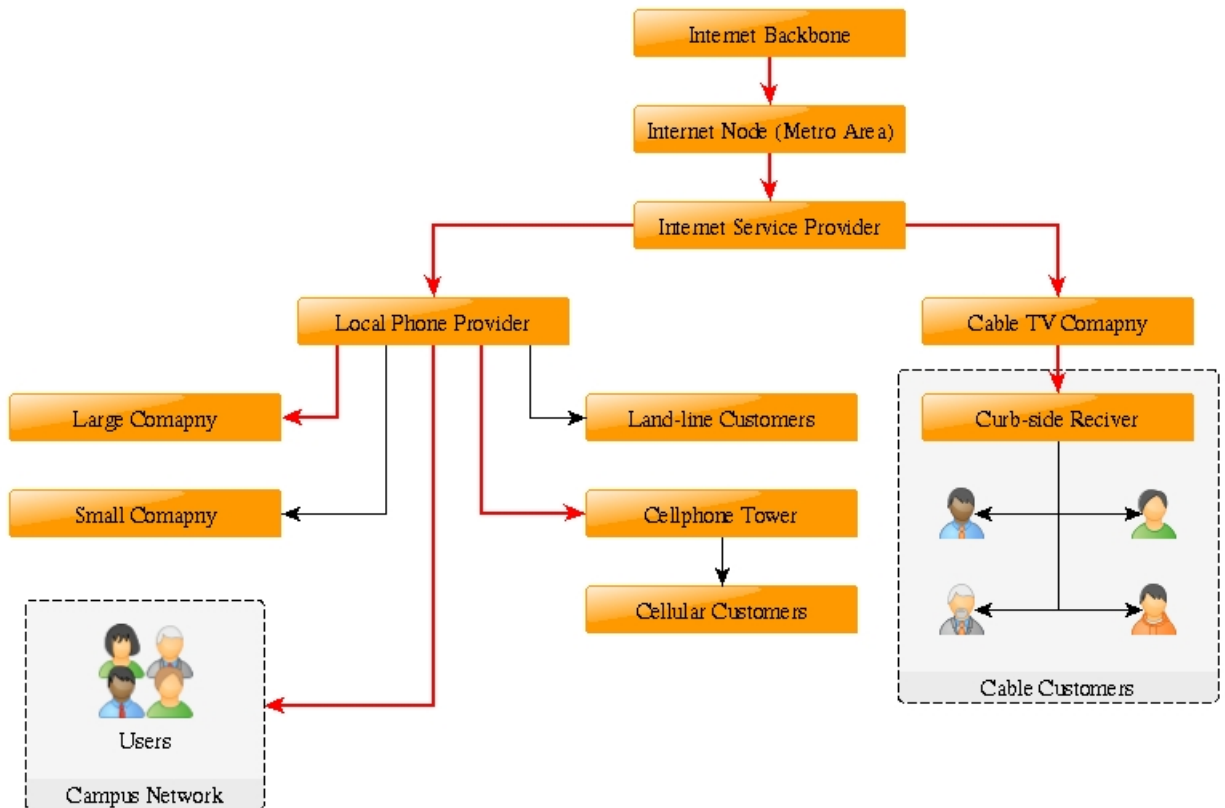 Internet Backbone
Internet Node (Metro Area)
Internet Service Provider
Local Phone Provider
Cable TV Comapny
Large Comapny
Land-line Customers
Curb-side Reciver
Small Comapny
Cellphone Tower
Cellular Customers
Users
Campus Network
Cable Customers